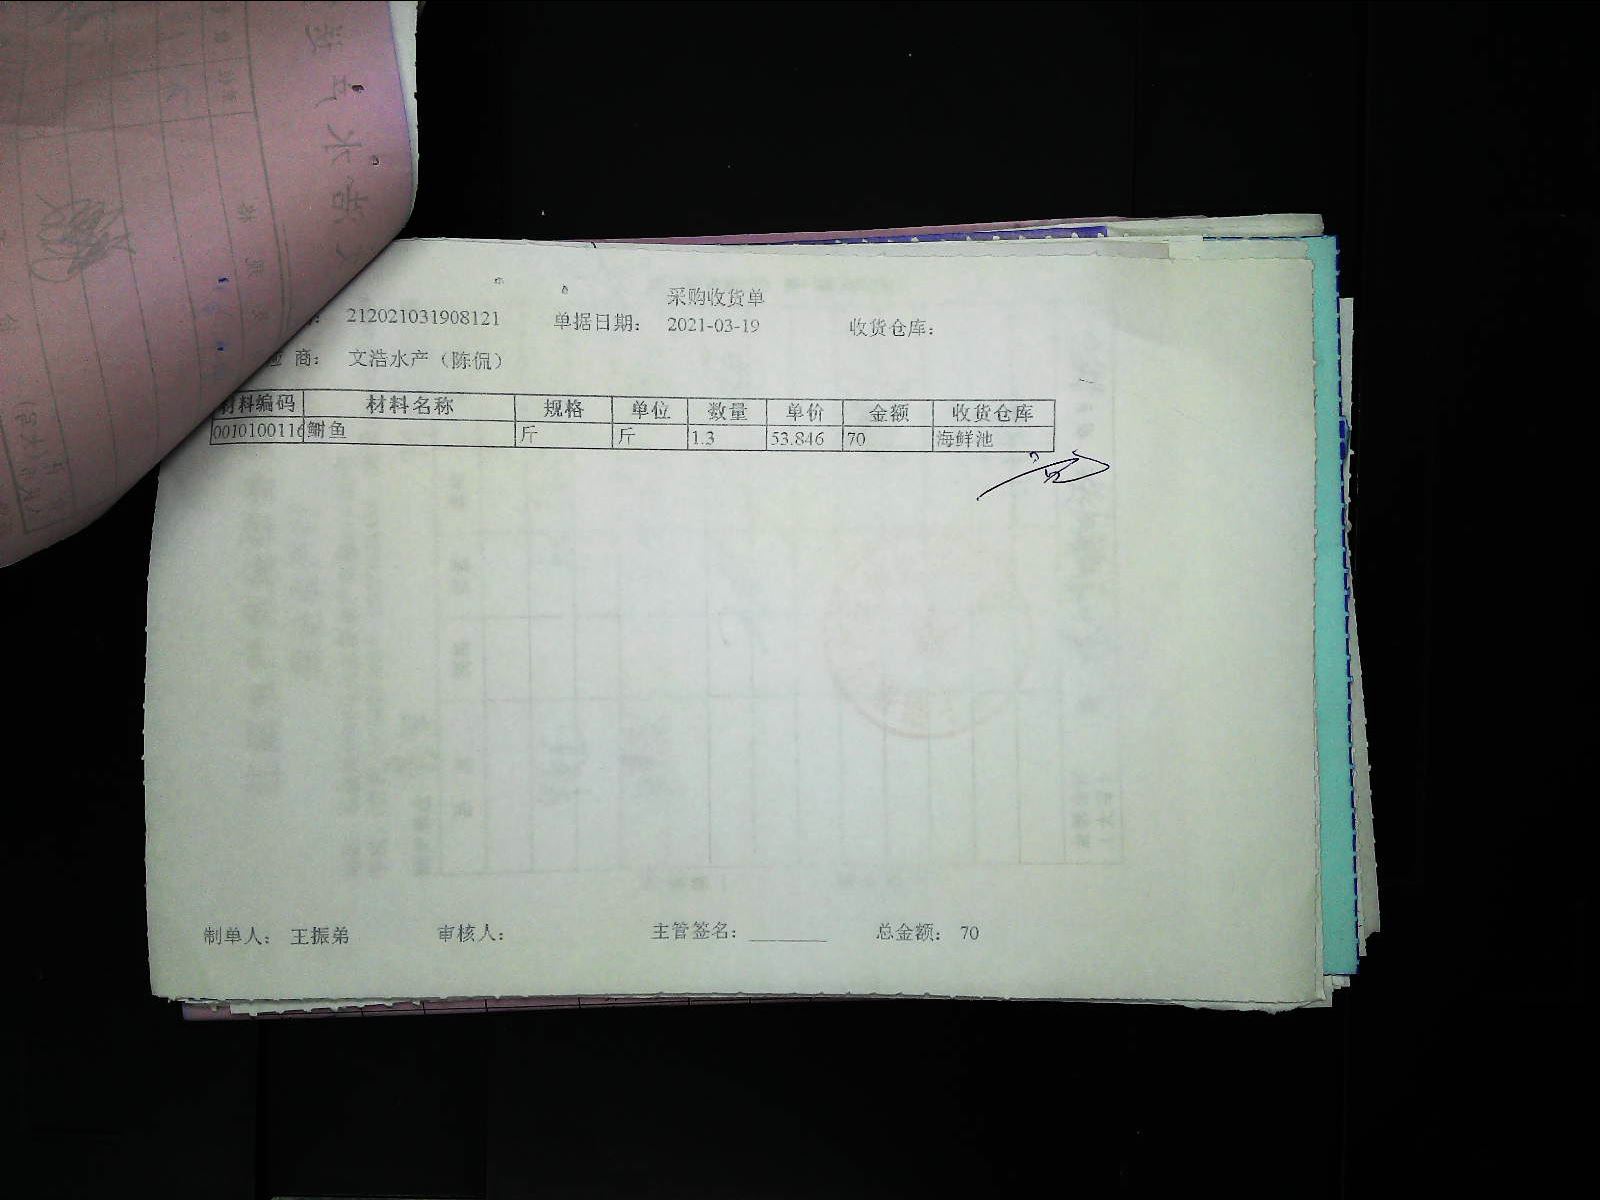 采购收货单
212021031908121 单据日期: 2021-03-19 收货仓库:
商: 文浩水产（陈侃）
材料编码 材料名称 规格 单位 数量 单价 金额 收货仓库
0010100116 鲥鱼 斤 斤 1.3 53.846 70 海鲜池
制单人: 王振弟 审核人: 主管签名: 总金额: 70